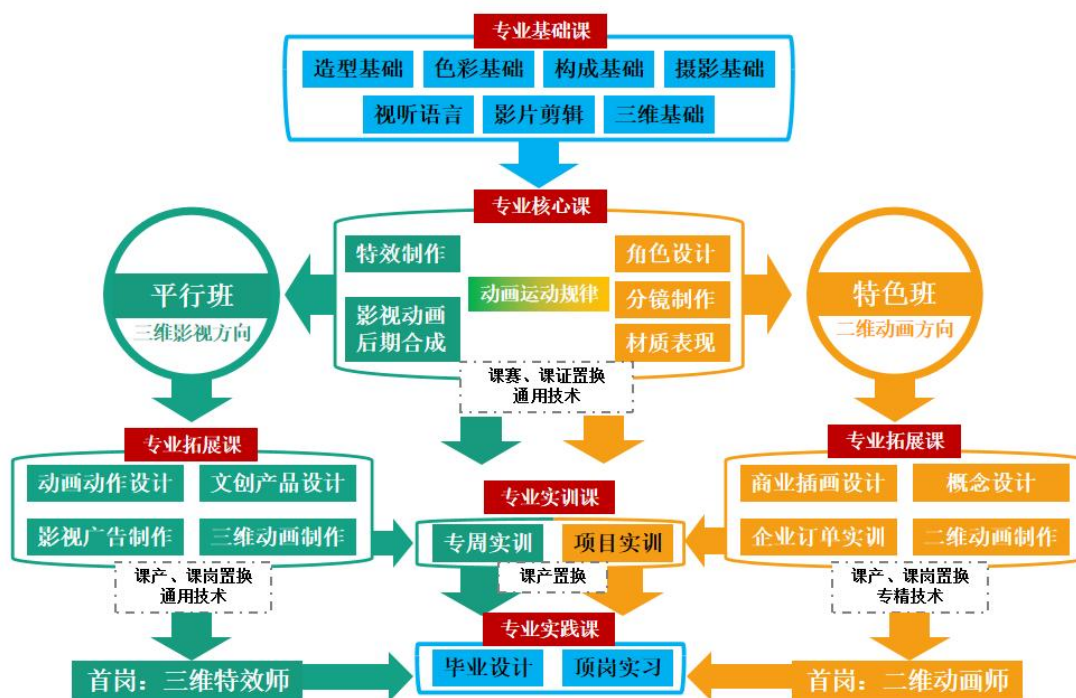 专业基础课
造型基础 色彩基础 构成基础 摄影基础
视听语言 影片剪辑 三维基础
专业核心课
特效制作
影视动画
后期合成
动画运动规律
角色设计
分镜制作
材质表现
课赛、课证置换
通用技术
平行班
三维影视方向
特色班
二维动画方向
专业拓展课
动画动作设计 文创产品设计
影视广告制作 三维动画制作
课产、课岗置换
通用技术
专业实训课
专周实训 项目实训
课产置换
专业拓展课
商业插画设计 概念设计
企业订单实训 二维动画制作
课产、课岗置换
专精技术
首岗：三维特效师
专业实践课
毕业设计 顶岗实习
首岗：二维动画师